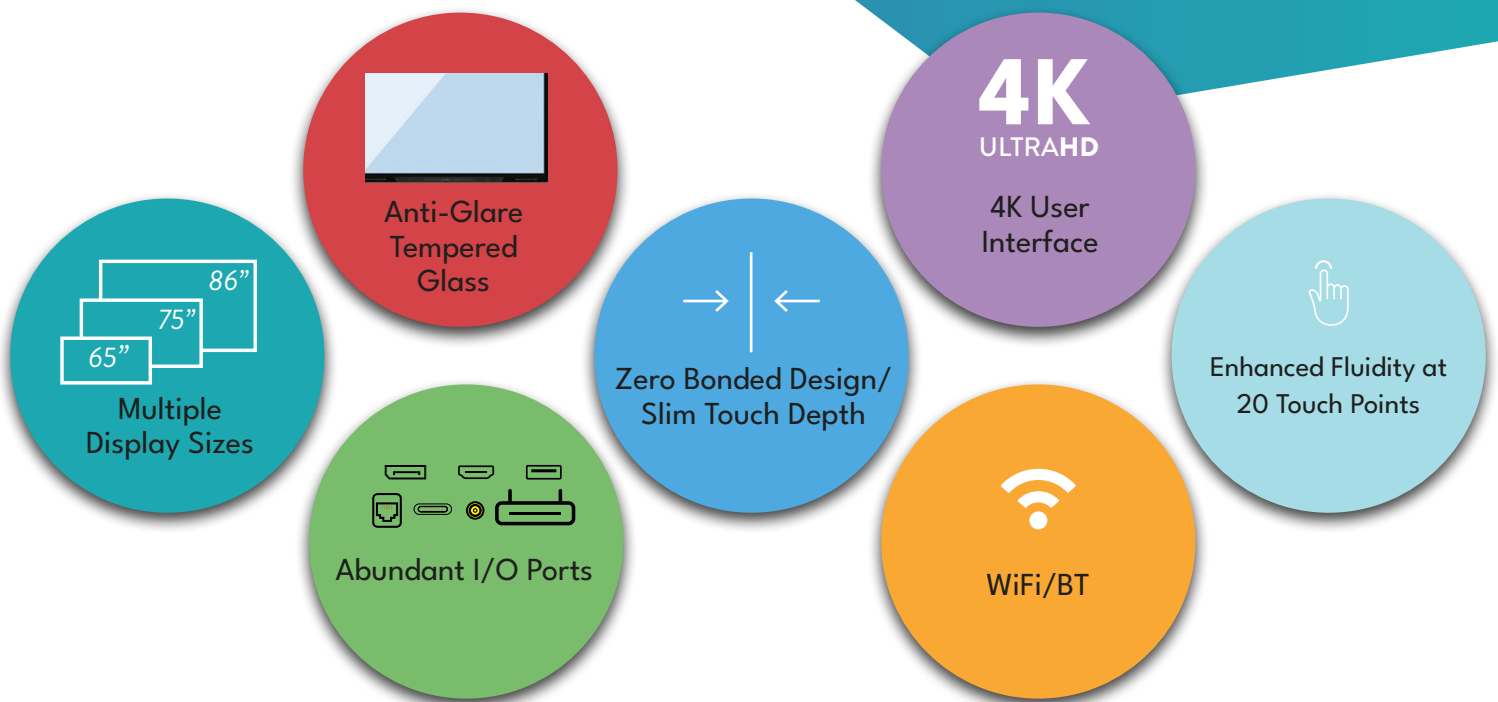 86”
75”
65”
Multiple
Display Sizes
Anti-Glare
Tempered
Glass
Abundant I/O Ports
Zero Bonded Design/
Slim Touch Depth
4K
ULTRAHD
4K User
Interface
WiFi/BT
Enhanced Fluidity at
20 Touch Points